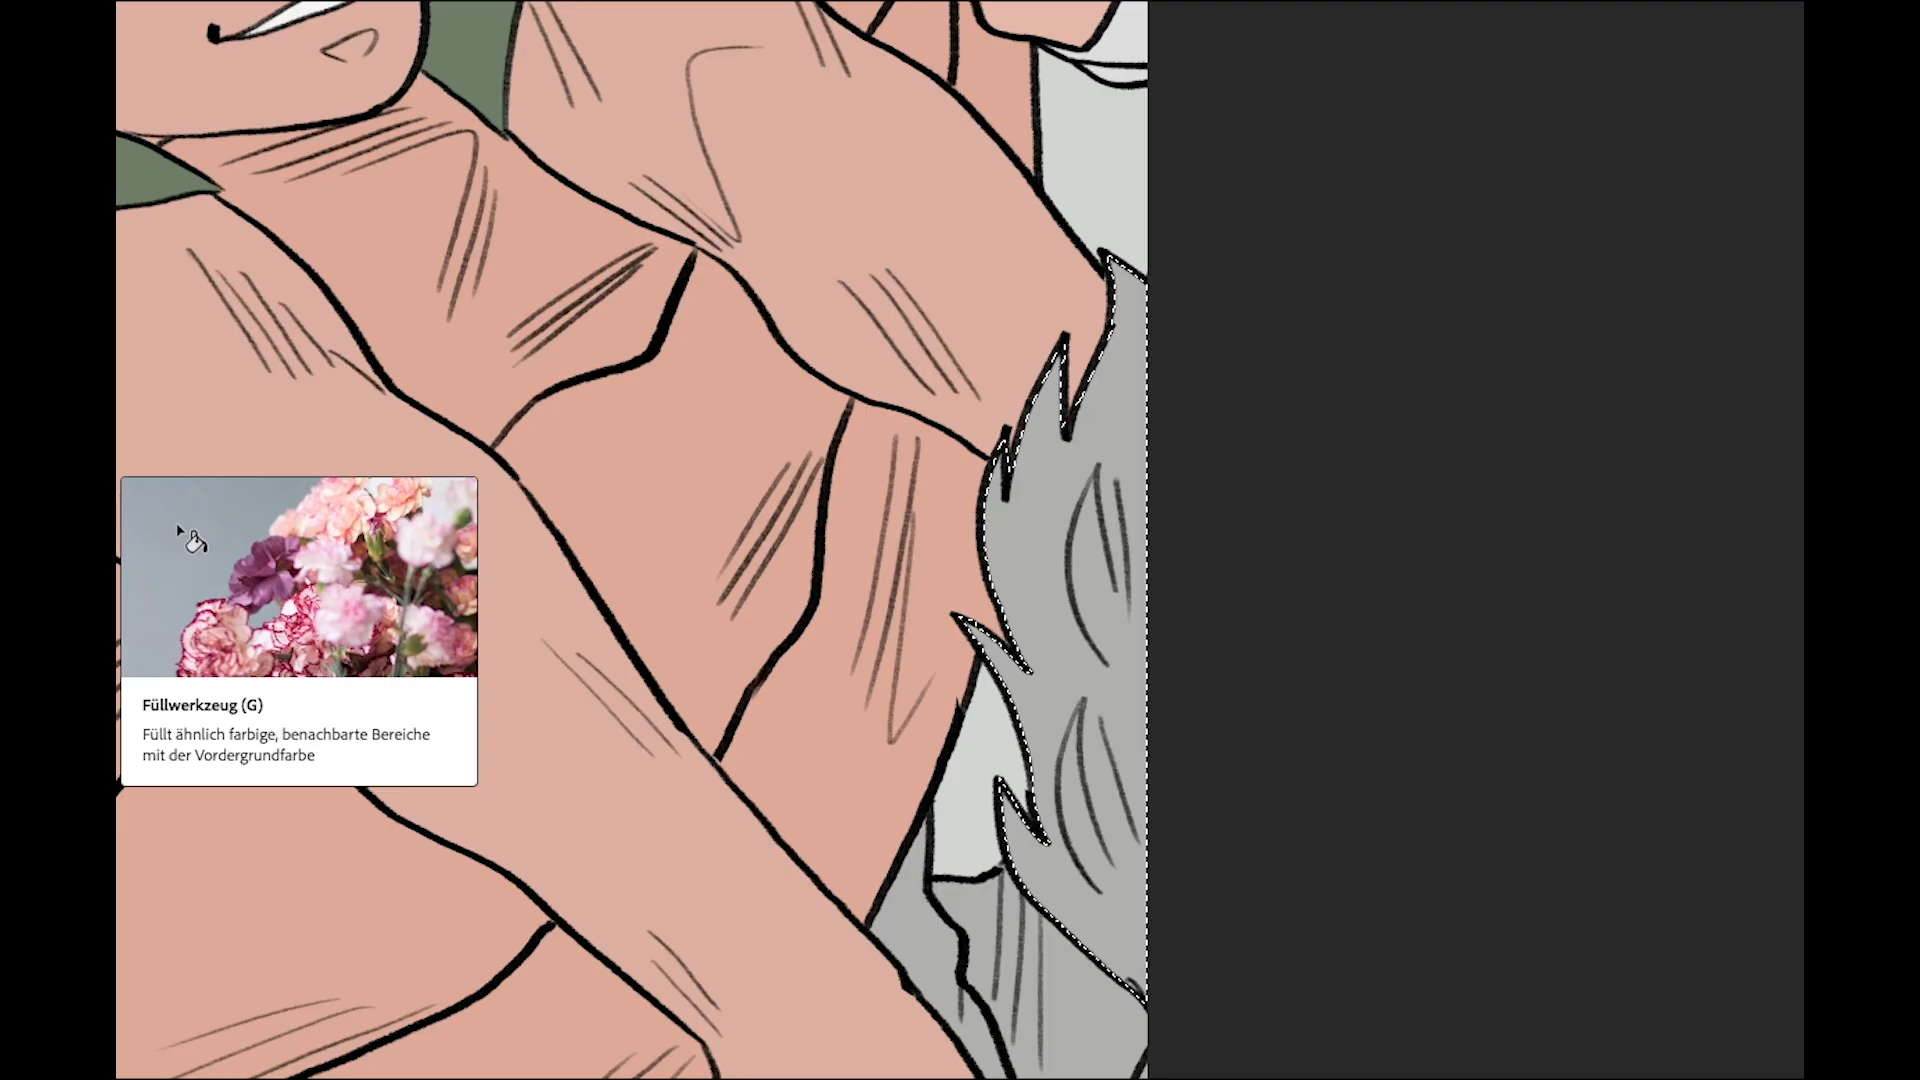 Füllwerkzeug (G)
Füllt ähnlich farbige, benachbarte Bereiche
mit der Vordergrundfarbe